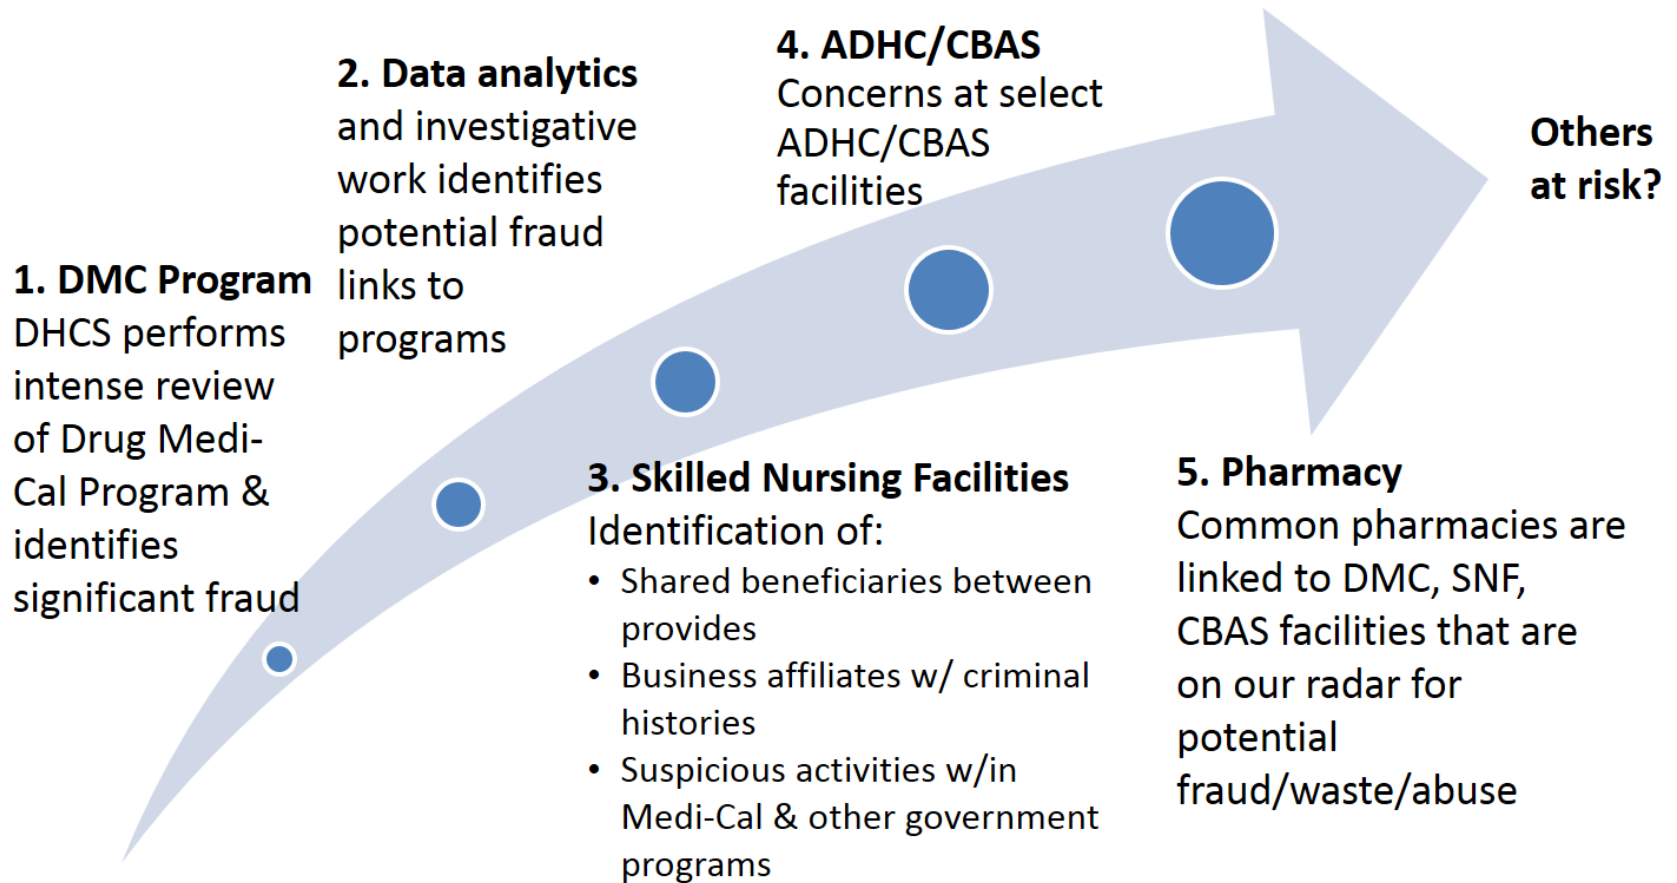 1. DMC Program
DHCS performs
intense review
of Drug Medi-
Cal Program &
identifies
significant fraud
2. Data analytics
and investigative
work identifies
potential fraud
links to
programs
3. Skilled Nursing Facilities
Identification of:
• Shared beneficiaries between
provides
• Business affiliates w/ criminal
histories
• Suspicious activities w/in
Medi-Cal & other government
programs
4. ADHC/CBAS
Concerns at select
ADHC/CBAS
facilities
5. Pharmacy
Common pharmacies are
linked to DMC, SNF,
CBAS facilities that are
on our radar for
potential
fraud/waste/abuse
Others
at risk?